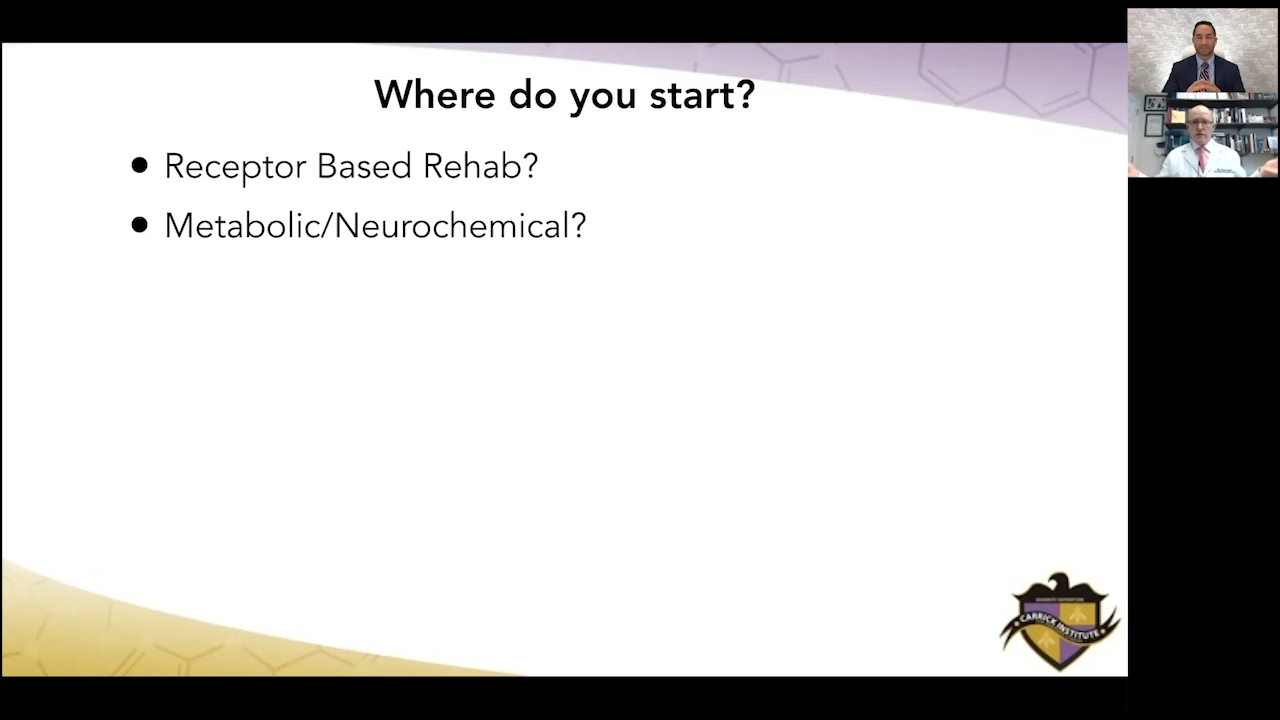 Where do you start?
● Receptor Based Rehab?
● Metabolic/Neurochemical?
CARRICK INSTITUTE